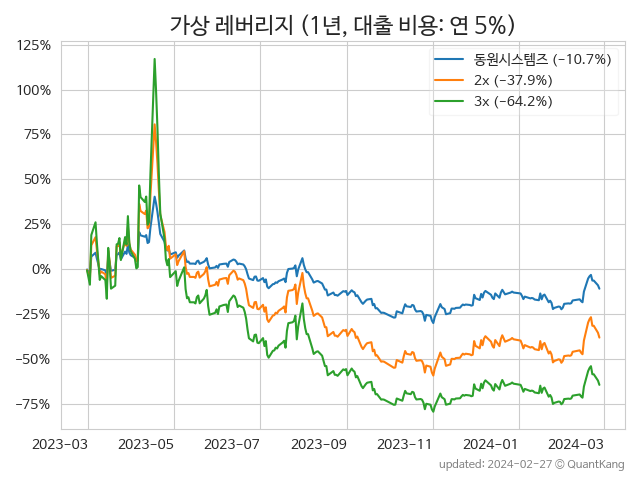 가상 레버리지 (1년, 대출 비용: 연 5%)
125%
100%
75%
50%
25%
0%
−25%
−50%
−75%
동원시스템즈 (−10.7%)
2x (−37.9%)
3x (−64.2%)
2023-03 2023-05 2023-07 2023-09 2023-11 2024-01 2024-03
updated: 2024-02-27 © QuantKang